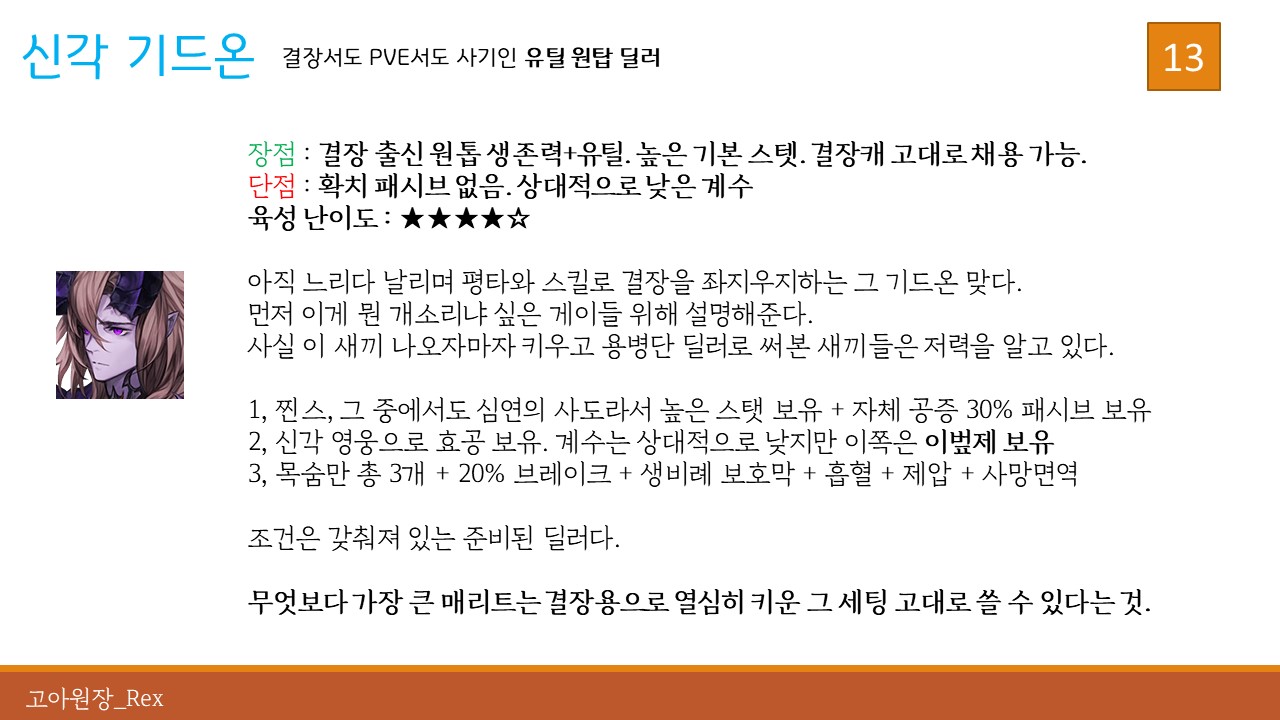 신각 기드온
결장서도 PVE서도 사기인 유틸 원탑 딜러
13
장점 : 결장 출신 원톱 생존력+유틸. 높은 기본 스텟. 결장캐 고대로 채용 가능.
단점 : 확치 패시브 없음. 상대적으로 낮은 계수
육성 난이도 : ★★★★☆
아직 느리다 날리며 평타와 스킬로 결장을 좌지우지하는 그 기드온 맞다.
먼저 이게 뭔 개소리냐 싶은 게이들 위해 설명해준다.
사실 이 새끼 나오자마자 키우고 용병단 딜러로 써본 새끼들은 저력을 알고 있다.
1, 찐스, 그 중에서도 심연의 사도라서 높은 스탯 보유 + 자체 공증 30% 패시브 보유
2, 신각 영웅으로 효공 보유. 계수는 상대적으로 낮지만 이쪽은 이벞제 보유
3, 목숨만 총 3개 + 20% 브레이크 + 생비례 보호막 + 흡혈 + 제압 + 사망면역
조건은 갖춰져 있는 준비된 딜러다.
무엇보다 가장 큰 매리트는 결장용으로 열심히 키운 그 세팅 고대로 쓸 수 있다는 것.
고아원장_Rex